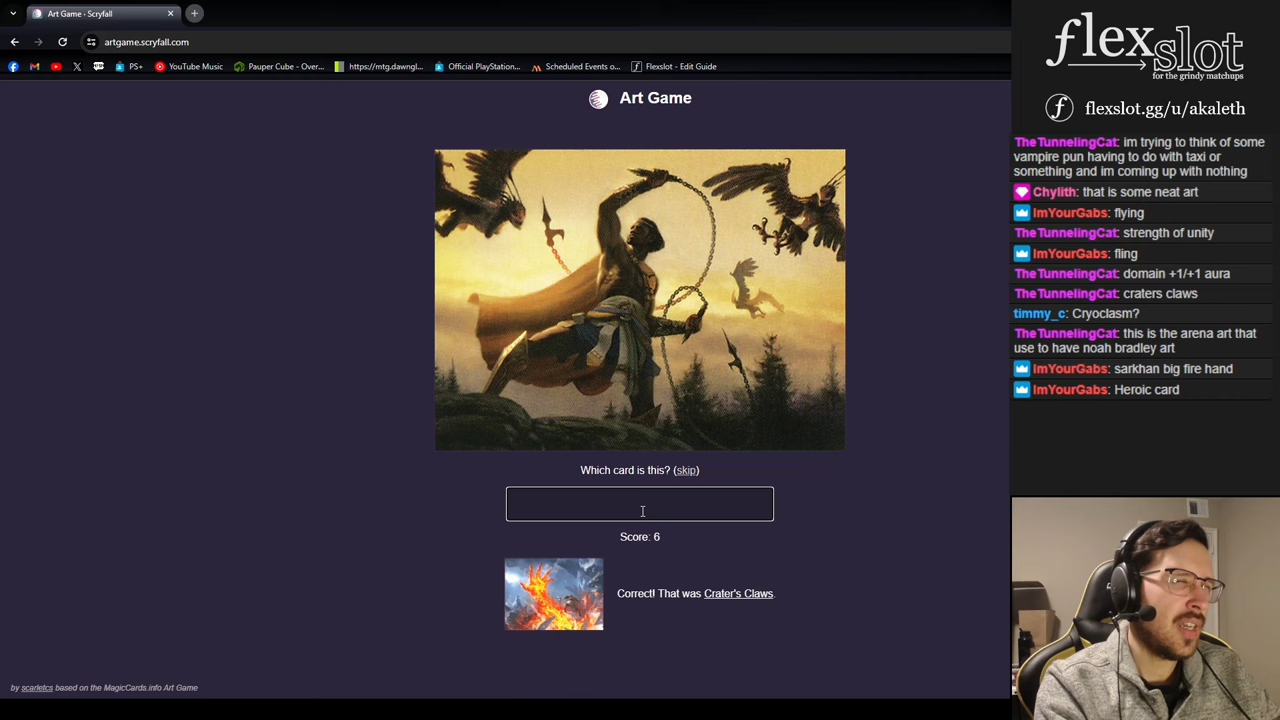 Art Game · Scryfall
artgame.scryfall.com
PS+
YouTube Music
Pauper Cube - Over...
https://mtg.dawngl...
Official PlayStation...
Scheduled Events o...
Flexslot - Edit Guide
Art Game
Which card is this? (skip)
Score: 6
Correct! That was Crater's Claws.
by scarletcs based on the MagicCards.info Art Game
flex slot
for the grindy matchups
flexslot.gg/u/akaleth
TheTunnelingCat: im trying to think of some
vampire pun having to do with taxi or
something and im coming up with nothing
Chylith: that is some neat art
ImYourGabs: flying
TheTunnelingCat: strength of unity
ImYourGabs: fling
TheTunnelingCat: domain +1/+1 aura
TheTunnelingCat: craters claws
timmy_c: Cryoclasm?
TheTunnelingCat: this is the arena art that
use to have noah bradley art
ImYourGabs: sarkhan big fire hand
ImYourGabs: Heroic card